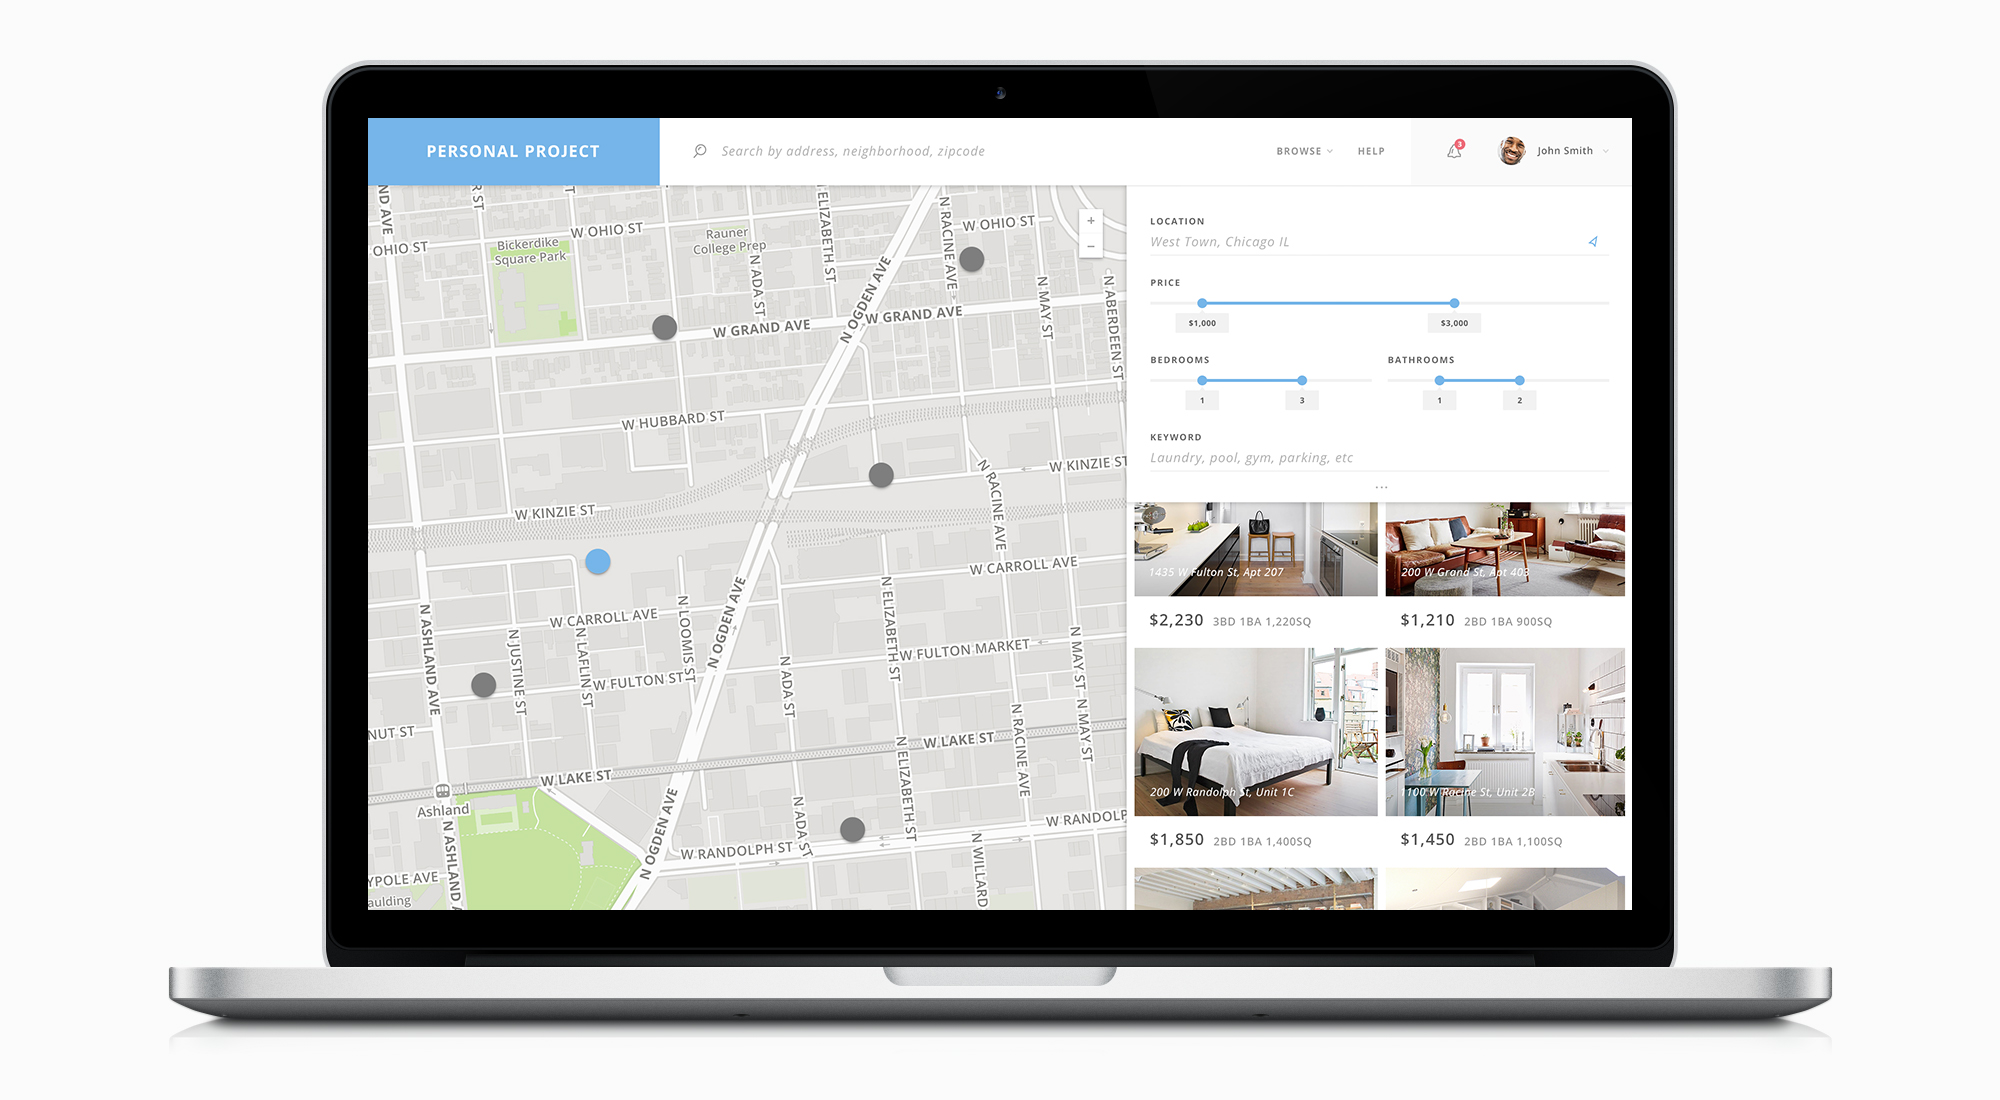 PERSONAL PROJECT
Search by address, neighborhood, zipcode
BROWSE
HELP
3
John Smith
LOCATION
West Town, Chicago IL
PRICE
$1,000
$3,000
BEDROOMS
BATHROOMS
1
3
1
2
KEYWORD
Laundry, pool, gym, parking, etc
...
1435 W Fulton St, Apt 207
200 W Grand St, Apt 403
$2,230 3BD 1BA 1,220SQ
$1,210 2BD 1BA 900SQ
200 W Randolph St, Unit 1C
1100 W Racine St, Unit 2B
$1,850 2BD 1BA 1,400SQ
$1,450 2BD 1BA 1,100SQ
+
−
ND AVE
R ST
T
OHIO ST
Bickerdike
Square Park
W OHIO ST
Rauner
College Prep
N ADA ST
ELIZABETH ST
N OGDEN AVE
N RACINE AVE
W OHIO ST
N MAY ST
N ABERDEEN ST
W GRAND AVE
W GRAND AVE
W HUBBARD ST
W KINZIE ST
N RACINE AVE
W KINZIE ST
W CARROLL AVE
W CARROLL AVE
N ASHLAND AVE
N JUSTINE ST
N LAFLIN ST
N LOOMIS ST
N OGDEN AVE
N ELIZABETH ST
W FULTON MARKET
N MAY ST
W FULTON ST
N ADA ST
N RACINE AVE
N MAY ST
NUT ST
W LAKE ST
W LAKE ST
N ELIZABETH ST
Ashland
N ASHLAND A
N OGDEN AVE
N ADA ST
W RANDOLPH ST
W RANDOLP
N WILLARD
YPOLE AVE
aulding